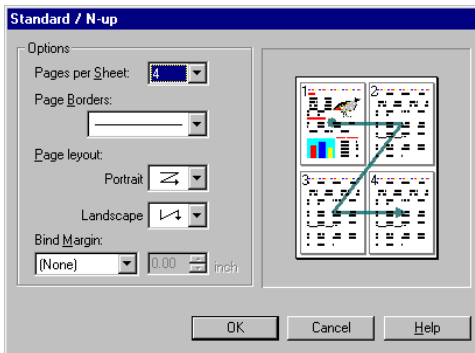 Standard / N-up
Options
Pages per Sheet: 4
Page Borders:
Page leyout:
Portrait
Landscape
Bind Margin:
(None) 0.00 inch
1 2
3 4
OK Cancel Help